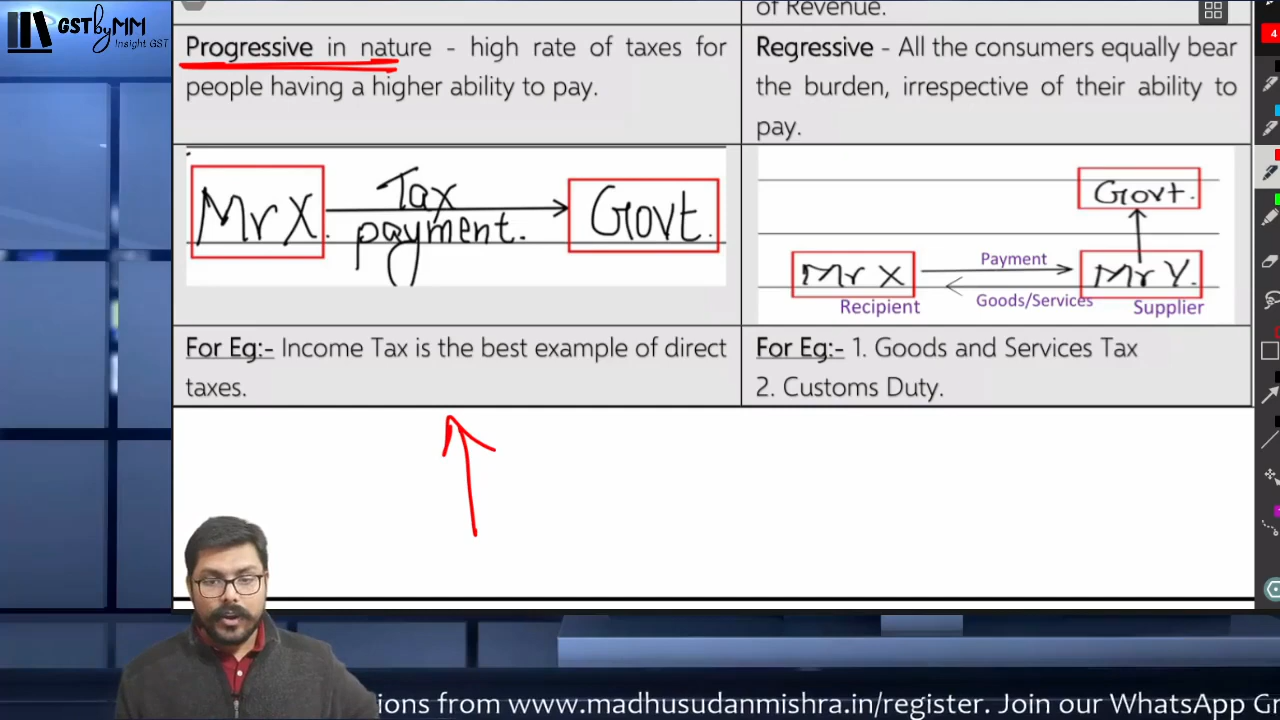 GSTbyMM
Insight GST
of Revenue.
Progressive in nature - high rate of taxes for
people having a higher ability to pay.
Regressive - All the consumers equally bear
the burden, irrespective of their ability to
pay.
Mr X.
Tax
payment.
Govt.
Govt.
Mr X
Payment
Mr Y.
Goods/Services
Recipient
Supplier
For Eg:- Income Tax is the best example of direct
taxes.
For Eg:- 1. Goods and Services Tax
2. Customs Duty.
4
ions from www.madhusudanmishra.in/register. Join our WhatsApp Gr